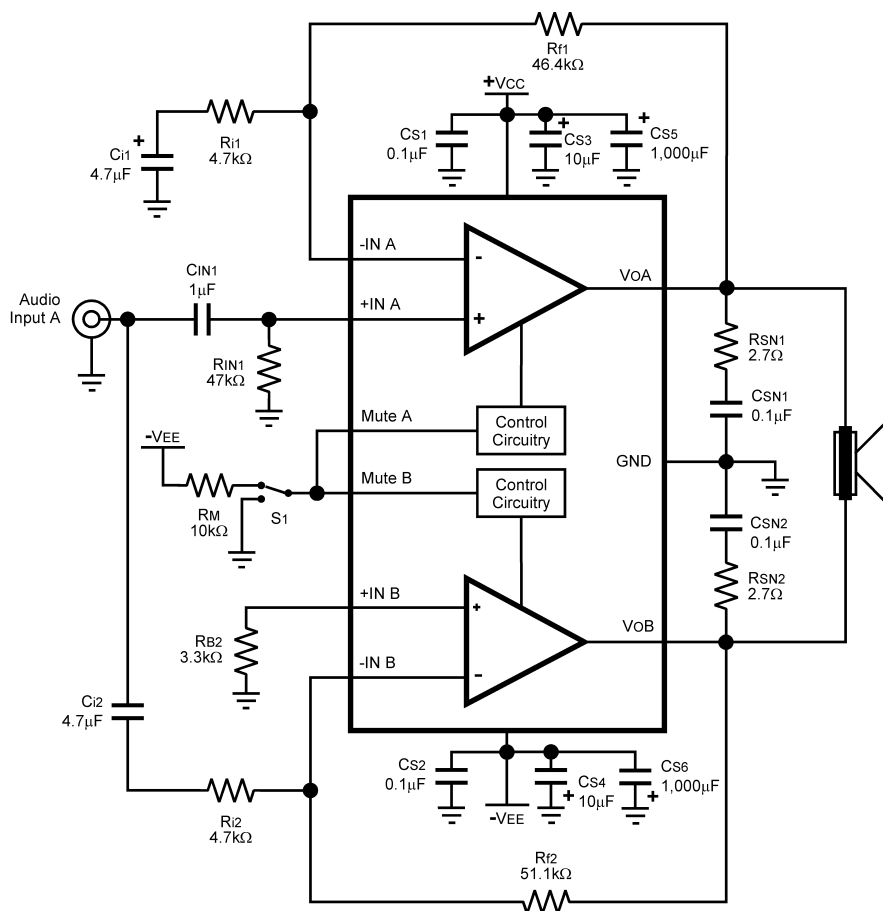 Rf1
46.4kΩ
+VCC
Ri1
4.7kΩ
Ci1
4.7µF
+
CS1
0.1µF
+
CS3
10µF
+
CS5
1,000µF
-IN A
-
VOA
CIN1
1µF
Audio
Input A
+IN A
+
RIN1
47kΩ
RSN1
2.7Ω
CSN1
0.1µF
Mute A
Control
Circuitry
-VEE
GND
Mute B
Control
Circuitry
RM
10kΩ
S1
CSN2
0.1µF
RSN2
2.7Ω
+IN B
+
RB2
3.3kΩ
VOB
-IN B
-
Ci2
4.7µF
CS2
0.1µF
CS4
10µF
+
CS6
1,000µF
+
-VEE
Ri2
4.7kΩ
Rf2
51.1kΩ